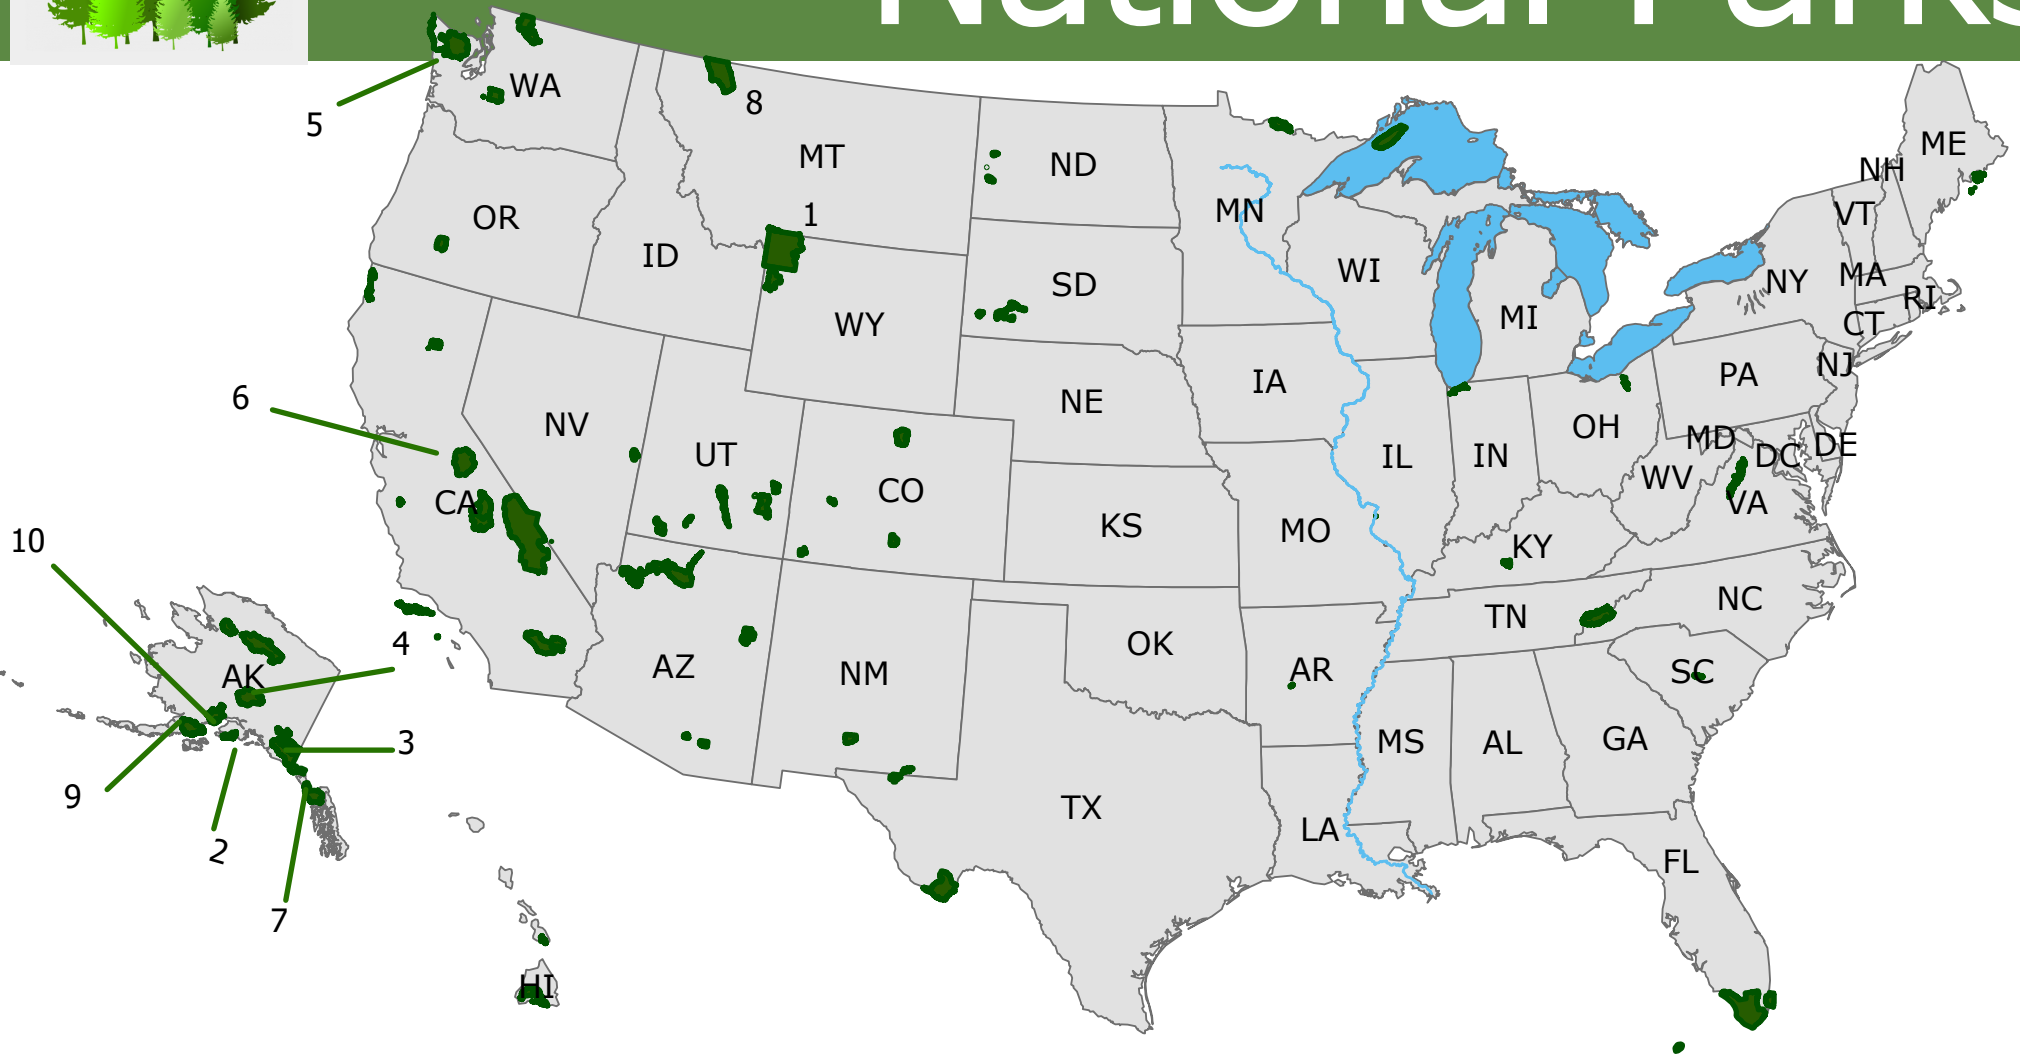 National Parks
WA
8
5
MT
ND
MN
ME
NH
VT
OR
1
ID
SD
WI
NY
MA
RI
WY
MI
CT
IA
PA
NJ
6
NE
NV
UT
OH
MD
DE
IL
IN
DC
WV
CA
CO
KS
MO
VA
10
KY
NC
TN
4
AK
AZ
NM
OK
AR
SC
3
MS
AL
GA
9
TX
LA
2
FL
7
HI